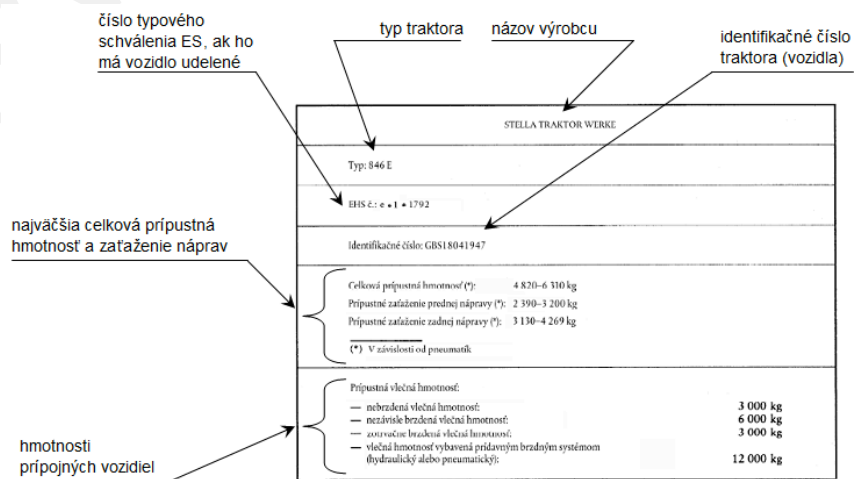 číslo typového
schválenia ES, ak ho
má vozidlo udelené
typ traktora
názov výrobcu
identifikačné číslo
traktora (vozidla)
STELLA TRAKTOR WERKE
Typ: 846 E
EHS č.: e • 1 • 1792
najväčšia celková prípustná
hmotnosť a zaťaženie náprav
Identifikačné číslo: GBS18041947
Celková prípustná hmotnosť (*): 4 820–6 310 kg
Prípustné zaťaženie prednej nápravy (*): 2 390–3 200 kg
Prípustné zaťaženie zadnej nápravy (*): 3 130–4 269 kg
(*) V závislosti od pneumatík
Prípustná vlečná hmotnosť:
— nebrzdená vlečná hmotnosť: 3 000 kg
— nezávisle brzdená vlečná hmotnosť: 6 000 kg
— zotrvačne brzdená vlečná hmotnosť: 3 000 kg
— vlečná hmotnosť vybavená prídavným brzdným systémom
(hydraulický alebo pneumatický): 12 000 kg
hmotnosti
prípojných vozidiel